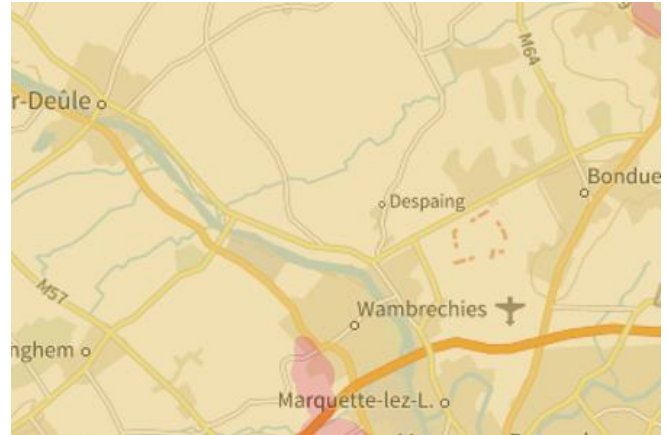 M64
r-Deûle
Bondue
Despaing
M57
Wambrechies
nghem
Marquette-lez-L.